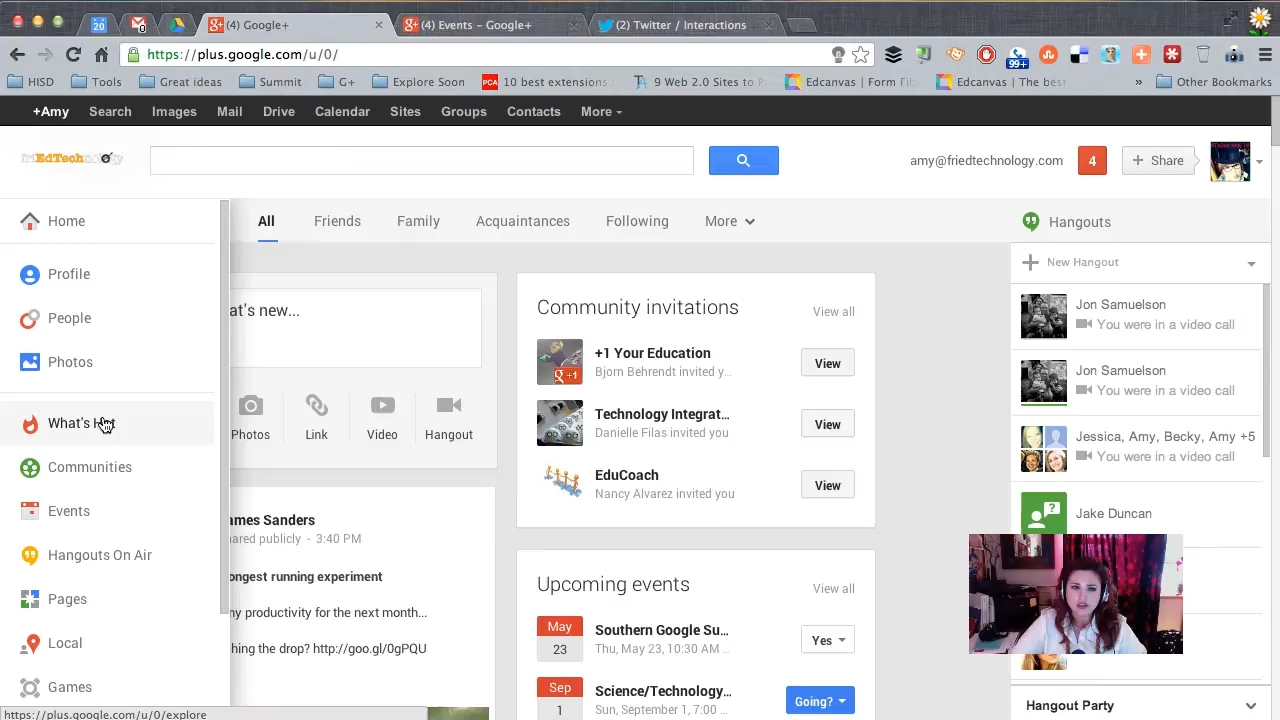 (4) Google+
(4) Events - Google+
(2) Twitter / Interactions
20
4
https://plus.google.com/u/0/
99+
HISD
Tools
Great ideas
Summit
G+
Explore Soon
PCA
10 best extensions
9 Web 2.0 Sites to
Edcanvas | Form File
Edcanvas | The best
»
Other Bookmarks
+Amy Search Images Mail Drive Calendar Sites Groups Contacts More
friEdTechnology
amy@friedtechnology.com
4
+ Share
Home
All Friends Family Acquaintances Following More
Hangouts
Profile
People
Photos
What's Hot
Communities
Events
Hangouts On Air
Pages
Local
Games
at's new...
Photos Link Video Hangout
ames Sanders
ared publicly - 3:40 PM
ongest running experiment
my productivity for the next month...
hing the drop? http://goo.gl/0gPQU
Community invitations
View all
+1 Your Education
Bjorn Behrendt invited y...
View
g+ +1
Technology Integrat...
Danielle Filas invited you
View
EduCoach
Nancy Alvarez invited you
View
Upcoming events
View all
May
23
Southern Google Su...
Thu, May 23, 10:30 AM ...
Yes
Sep
1
Science/Technology...
Sun, September 1, 7:00 ...
Going?
New Hangout
Jon Samuelson
You were in a video call
Jon Samuelson
You were in a video call
Jessica, Amy, Becky, Amy +5
You were in a video call
Jake Duncan
Hangout Party
https://plus.google.com/u/0/explore